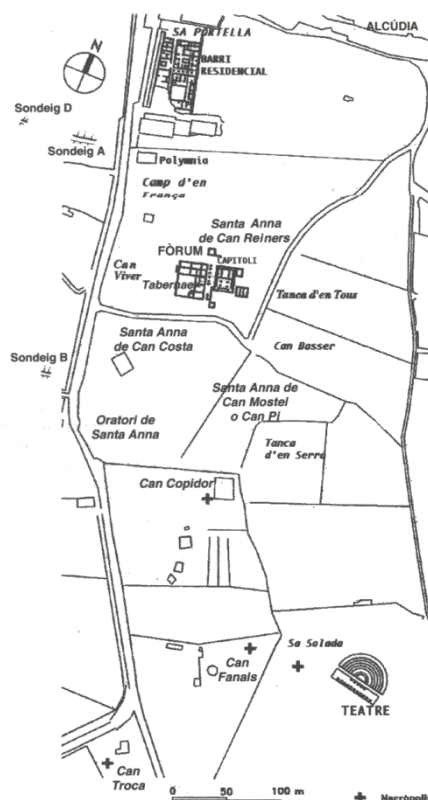 SA PORTELLA
ALCÚDIA
N
BARRI
RESIDENCIAL
Sondeig D
Sondeig A
Polymnia
Camp d'en
França
Santa Anna
de Can Reiners
FÒRUM
CAPITOLI
Can
Viver
Tabernae
Tanca d'en Tous
Santa Anna
de Can Costa
Can Basser
Sondeig B
Santa Anna de
Can Mostel
o Can Pi
Oratori de
Santa Anna
Tanca
d'en Serra
Can Copidor
Sa Solada
Can
Fanals
TEATRE
Can
Troca
0 50 100 m
Necròpolis